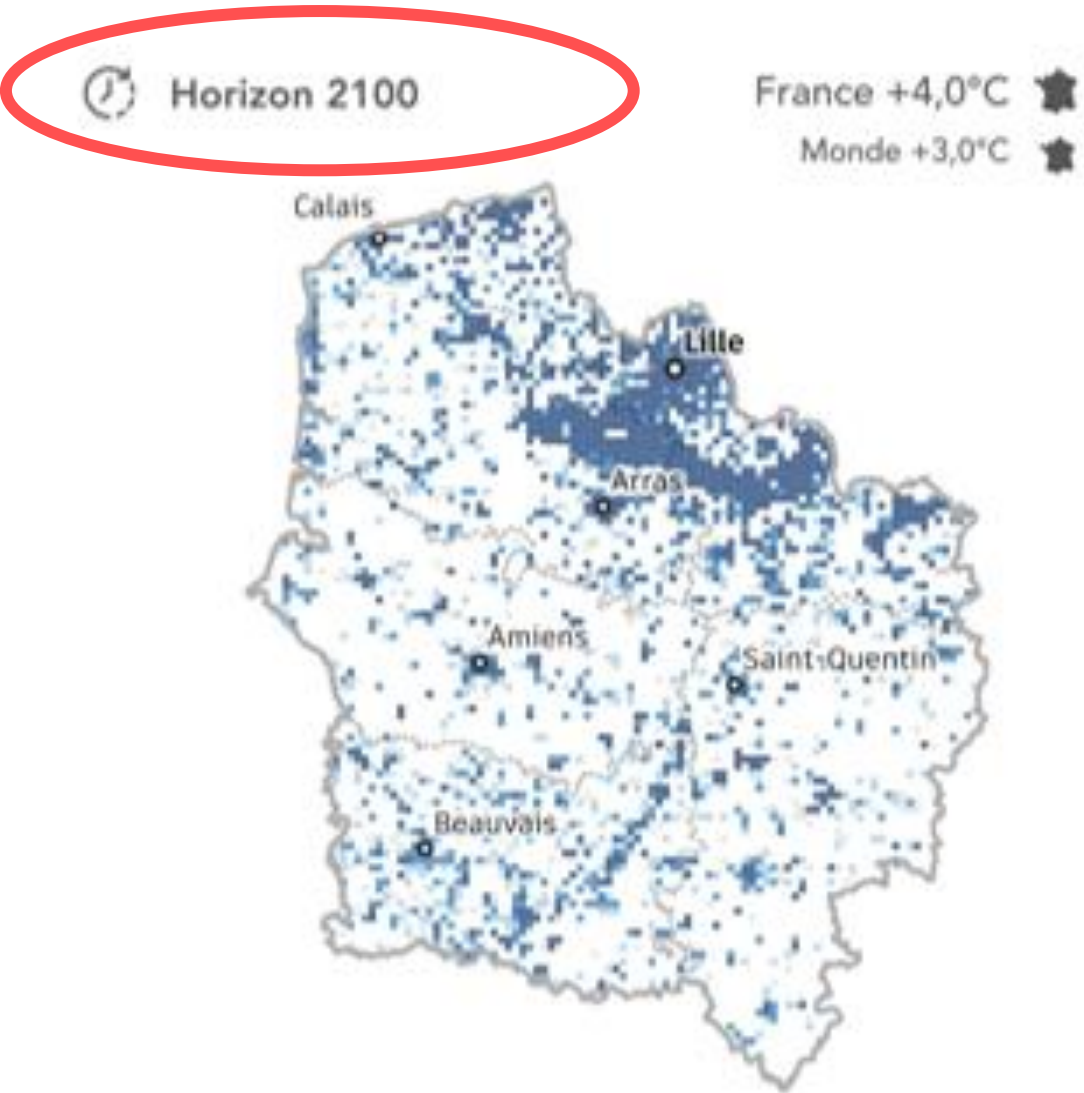 Horizon 2100
France +4,0°C
Monde +3,0°C
Calais
Lille
Arras
Amiens
Saint-Quentin
Beauvais